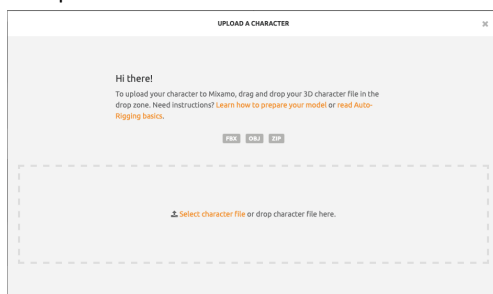 UPLOAD A CHARACTER
Hi there!
To upload your character to Mixamo, drag and drop your 3D character file in the
drop zone. Need instructions? Learn how to prepare your model or read Auto-
Rigging basics.
FBX OBJ ZIP
Select character file or drop character file here.